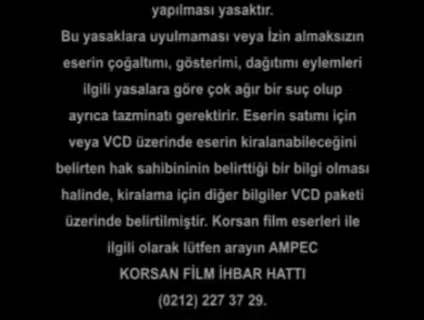 yapılması yasaktır.
Bu yasaklara uyulmaması veya İzin almaksızın
eserin çoğaltımı, gösterimi, dağıtımı eylemleri
ilgili yasalara göre çok ağır bir suç olup
ayrıca tazminatı gerektirir. Eserin satımı için
veya VCD üzerinde eserin kiralanabileceğini
belirten hak sahibininin belirttiği bir bilgi olması
halinde, kiralama için diğer bilgiler VCD paketi
üzerinde belirtilmiştir. Korsan film eserleri ile
ilgili olarak lütfen arayın AMPEC
KORSAN FİLM İHBAR HATTI
(0212) 227 37 29.